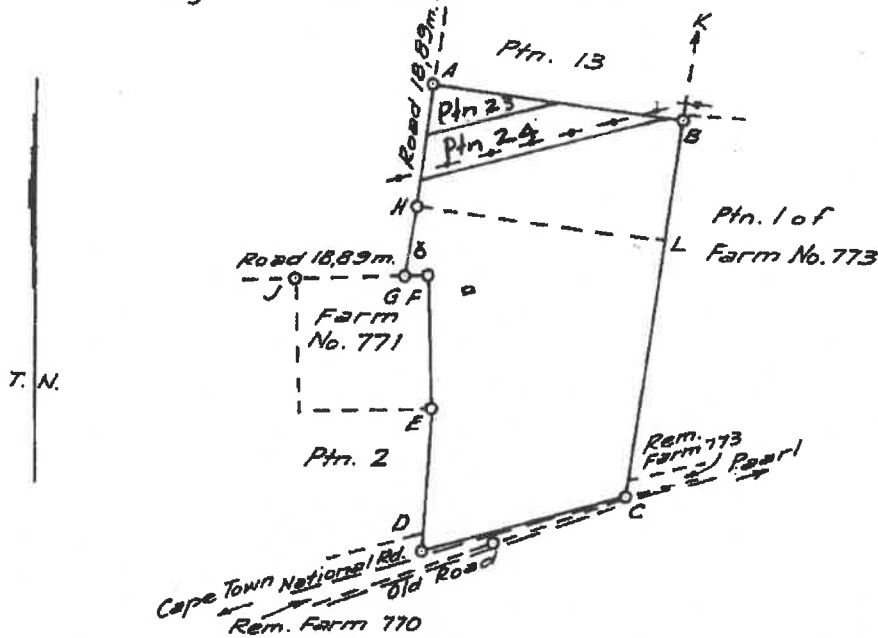 Road 18,89m.
A
Ptn. 13
K
Ptn 23
Ptn 24
B
H
Ptn. 1 of
Farm No. 773
L
Road 18,89m.
J
G
F
Farm
No. 771
T. N.
E
Ptn. 2
Rem.
Farm 773
Paarl
C
D
Cape Town
National Rd.
Old Road
Rem. Farm 770